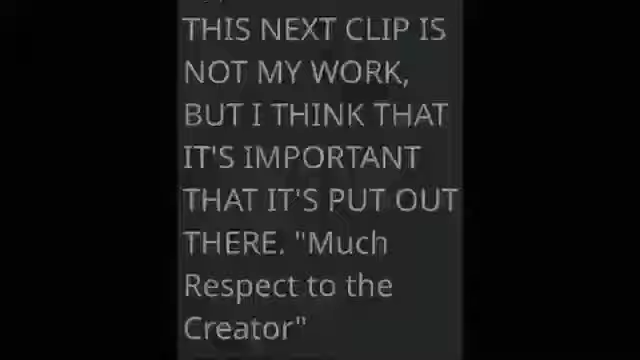 THIS NEXT CLIP IS
NOT MY WORK,
BUT I THINK THAT
IT'S IMPORTANT
THAT IT'S PUT OUT
THERE. "Much
Respect to the
Creator"